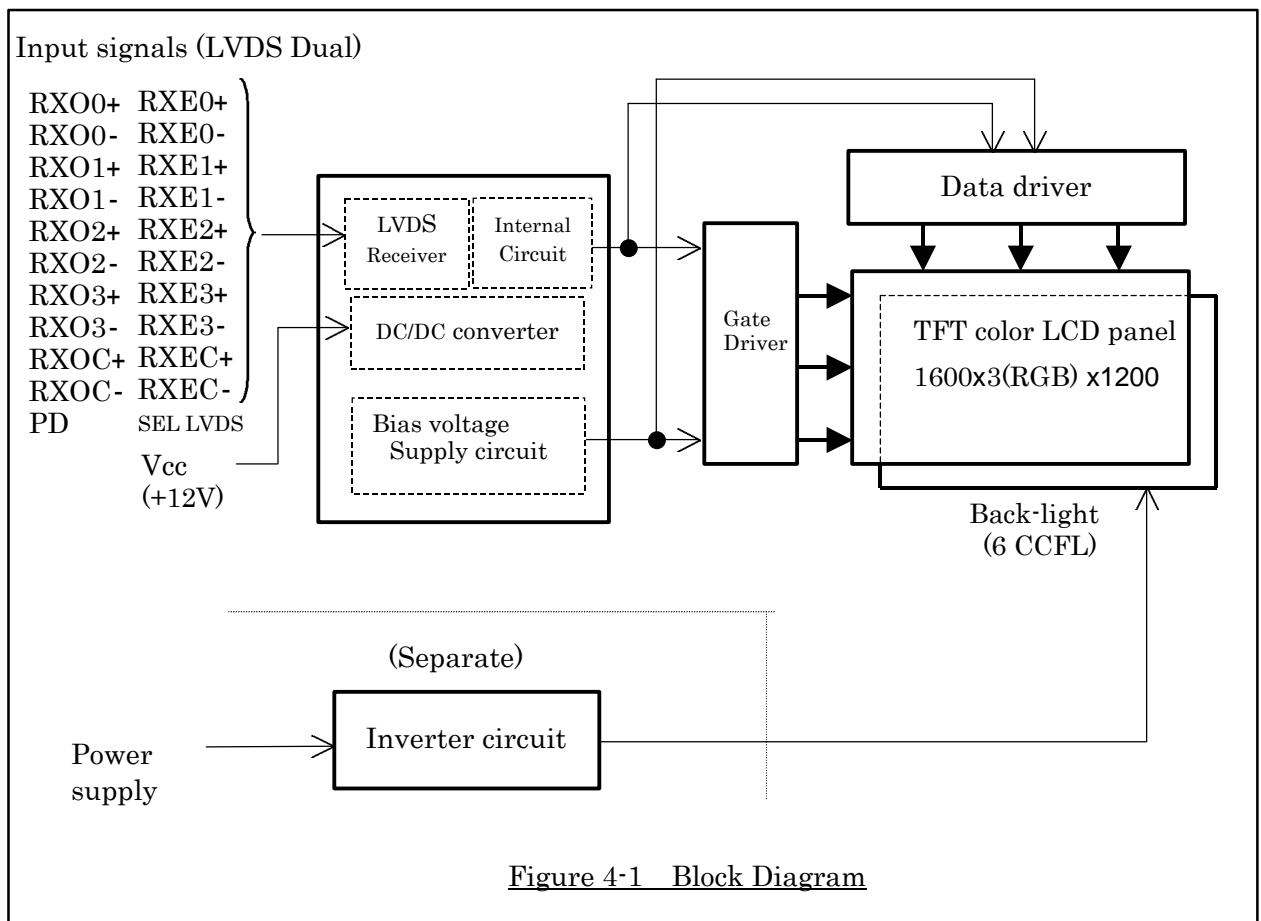 Input signals (LVDS Dual)
RXO0+ RXE0+
RXO0- RXE0-
RXO1+ RXE1+
RXO1- RXE1-
RXO2+ RXE2+
RXO2- RXE2-
RXO3+ RXE3+
RXO3- RXE3-
RXOC+ RXEC+
RXOC- RXEC-
PD SEL LVDS
Vcc
(+12V)
LVDS
Receiver
Internal
Circuit
DC/DC converter
Bias voltage
Supply circuit
Gate
Driver
Data driver
TFT color LCD panel
1600x3(RGB) x1200
Back-light
(6 CCFL)
(Separate)
Inverter circuit
Power
supply
Figure 4-1 Block Diagram